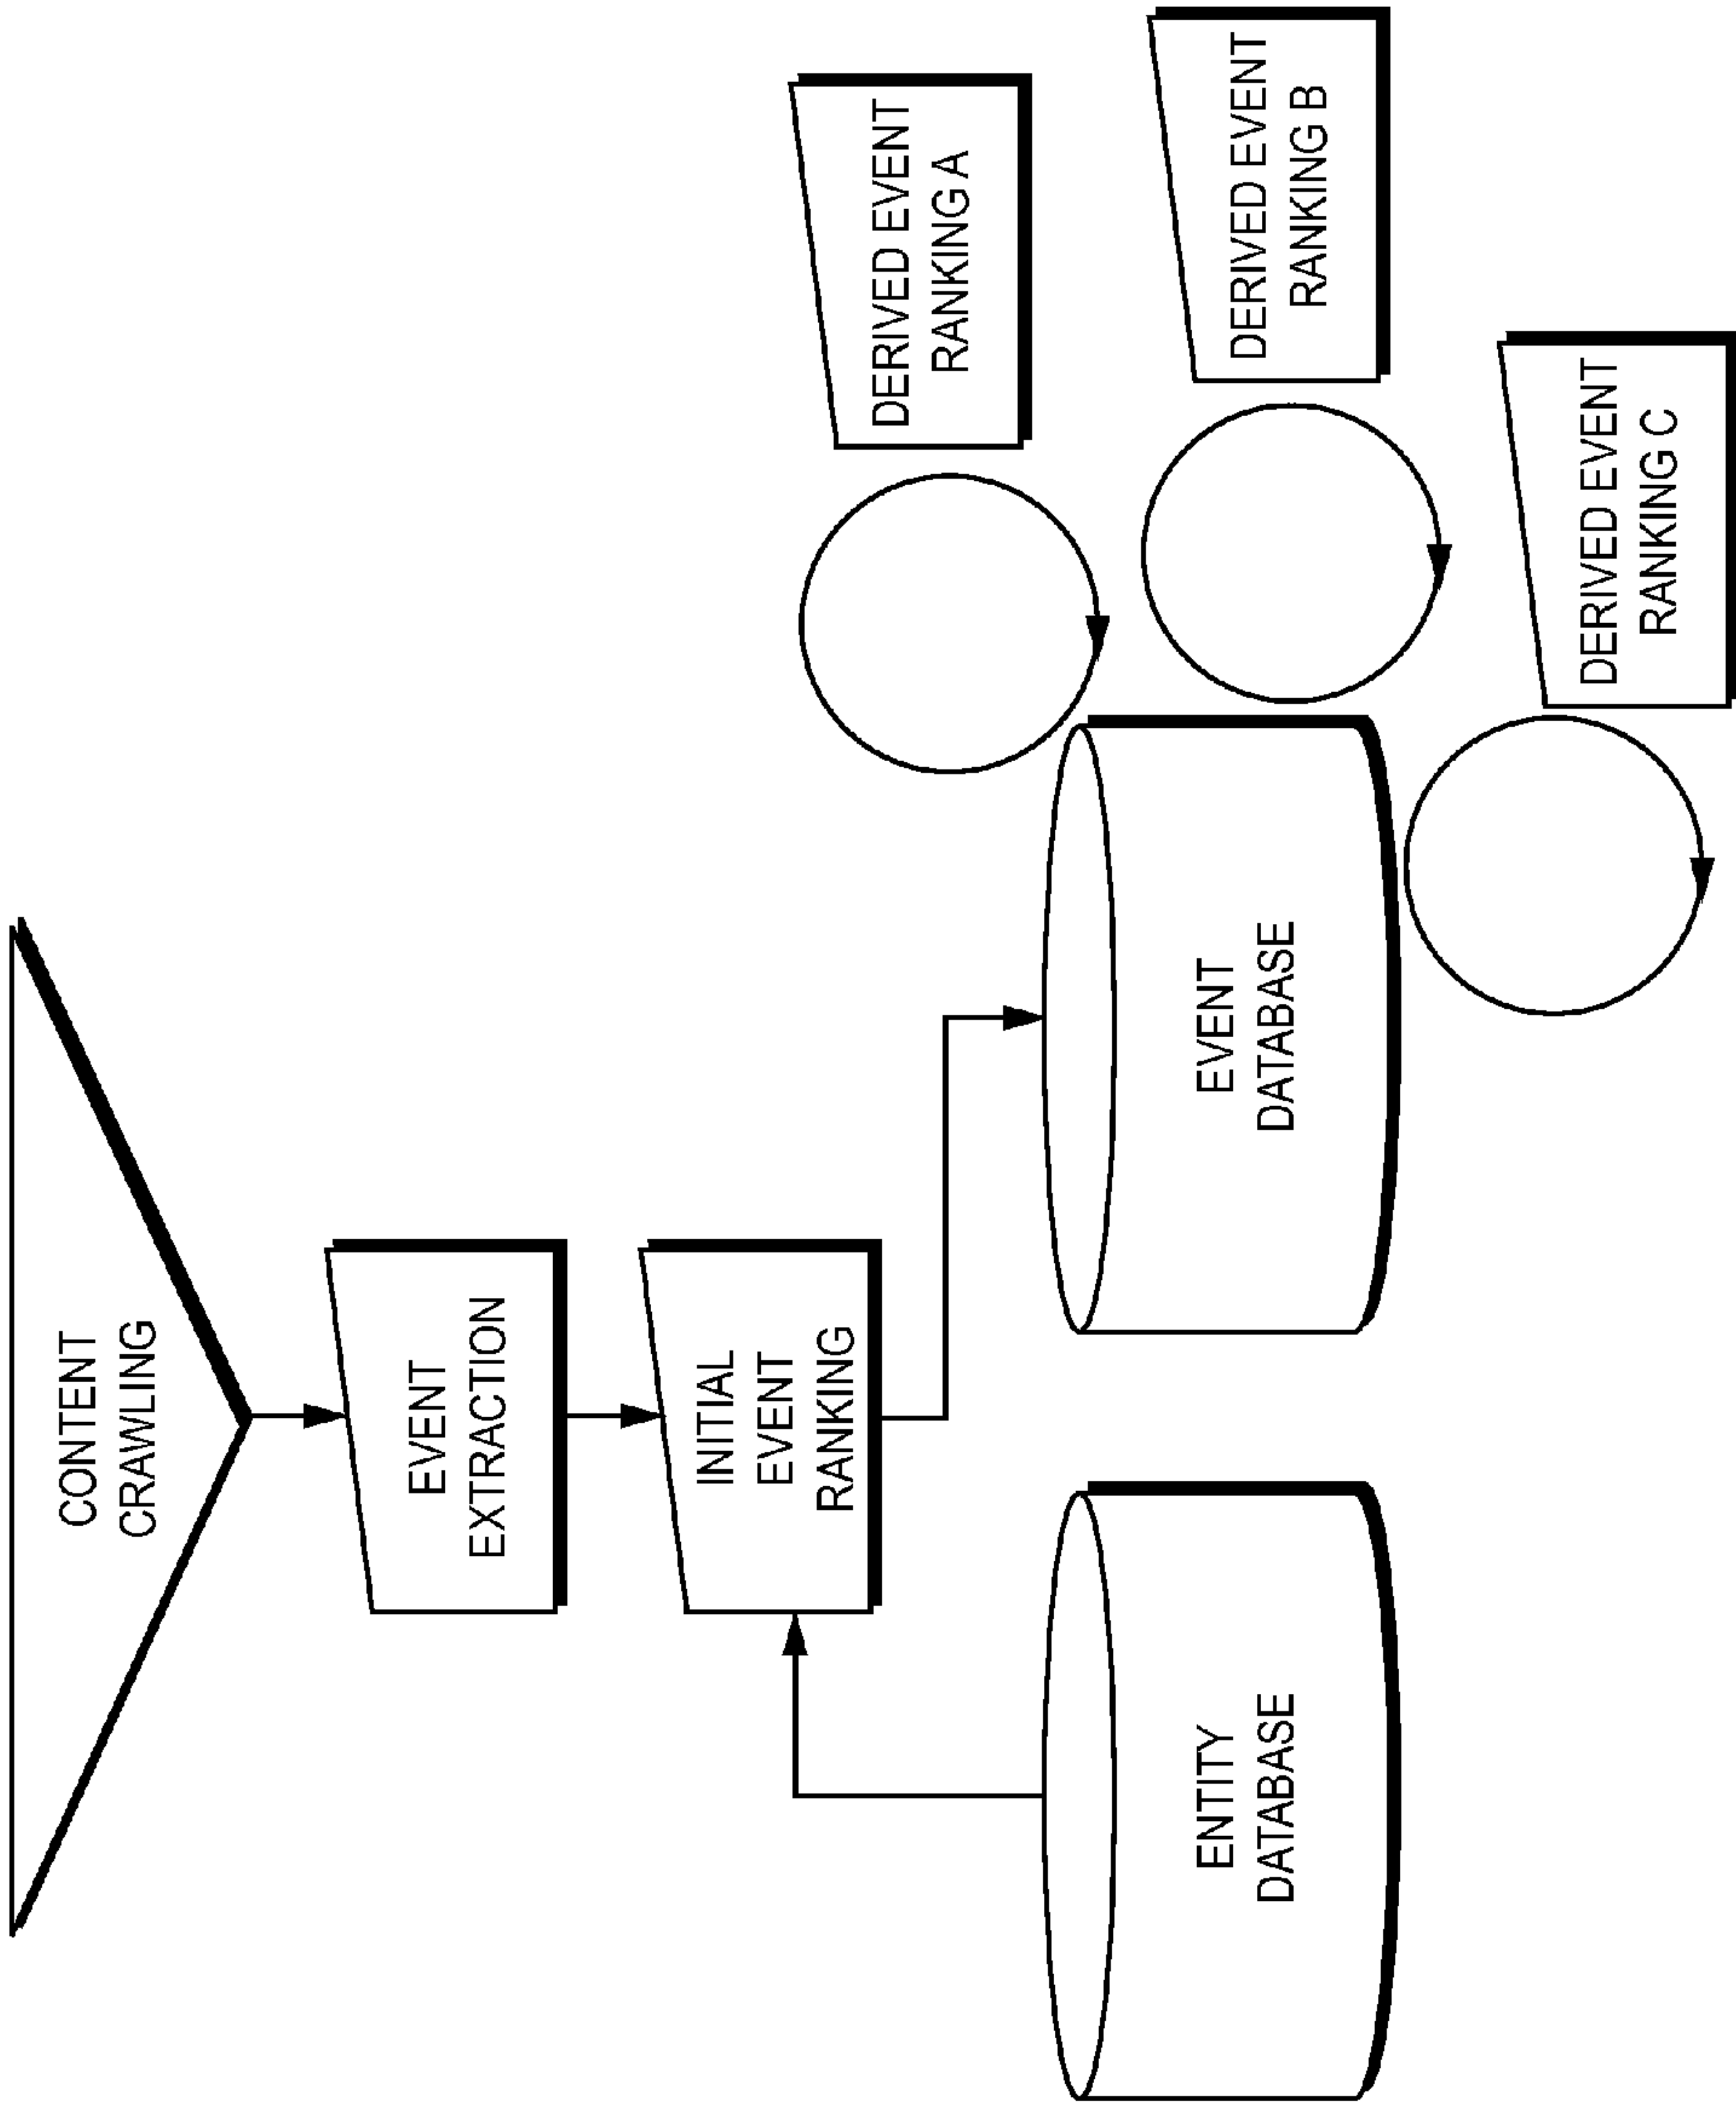 CONTENT
CRAWLING
EVENT
EXTRACTION
INITIAL
EVENT
RANKING
ENTITY
DATABASE
EVENT
DATABASE
DERIVED EVENT
RANKING A
DERIVED EVENT
RANKING B
DERIVED EVENT
RANKING C